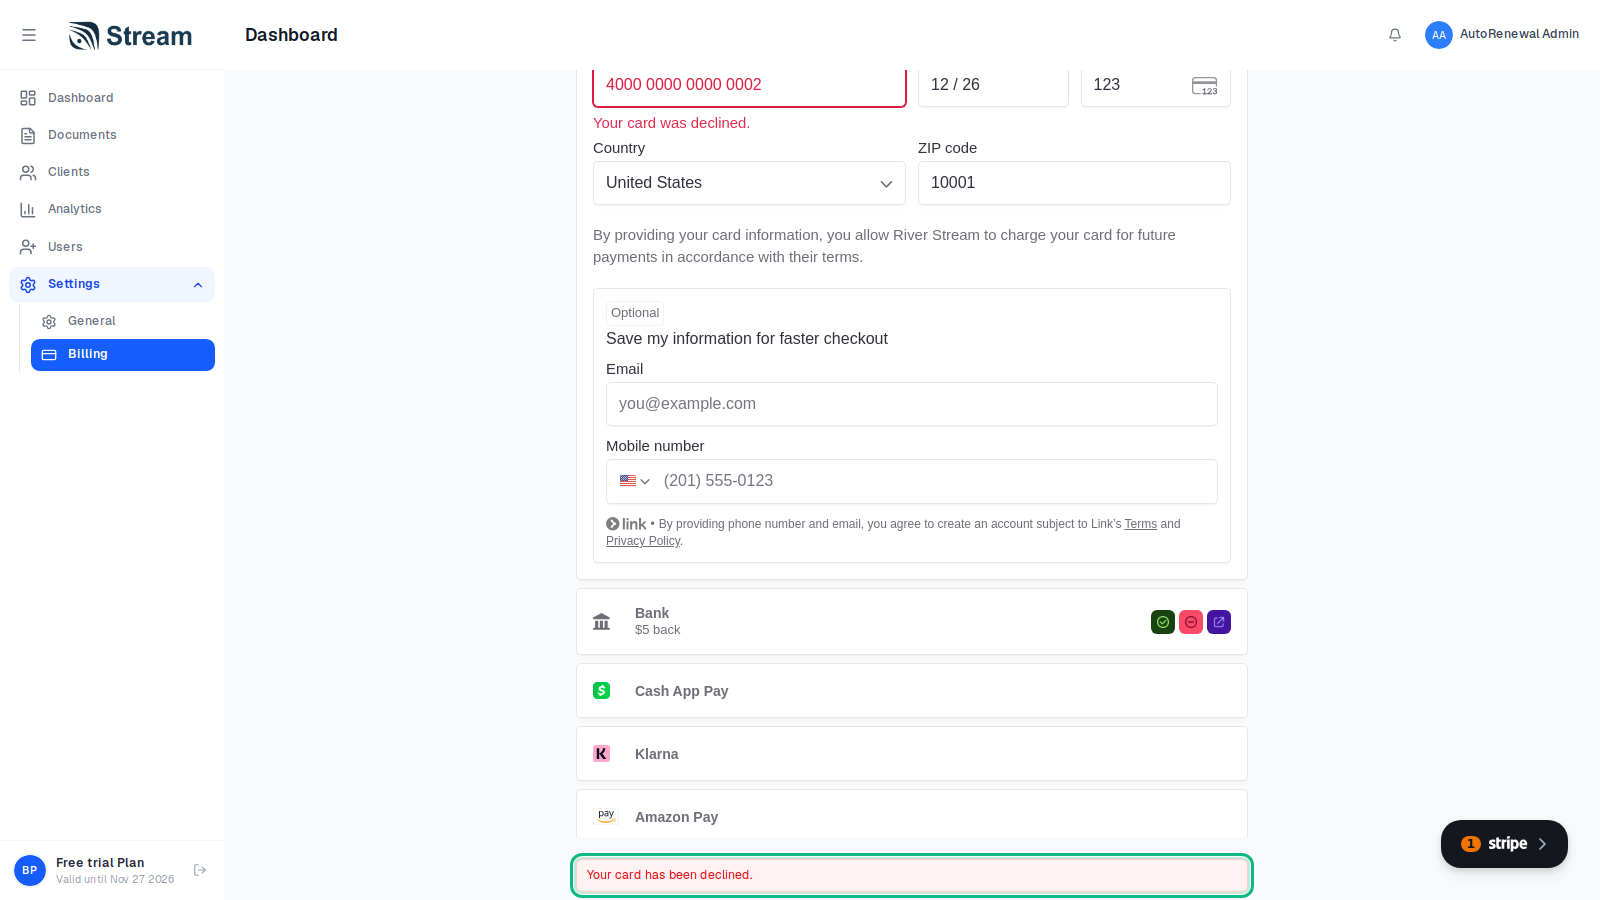 Stream
Dashboard
AA
AutoRenewal Admin
Dashboard
Documents
Clients
Analytics
Users
Settings
General
Billing
4000 0000 0000 0002
12 / 26
123
123
Your card was declined.
Country
ZIP code
United States
10001
By providing your card information, you allow River Stream to charge your card for future
payments in accordance with their terms.
Optional
Save my information for faster checkout
Email
you@example.com
Mobile number
(201) 555-0123
link • By providing phone number and email, you agree to create an account subject to Link's Terms and
Privacy Policy.
Bank
$5 back
Cash App Pay
Klarna
pay
Amazon Pay
1 stripe
Your card has been declined.
BP
Free trial Plan
Valid until Nov 27 2026